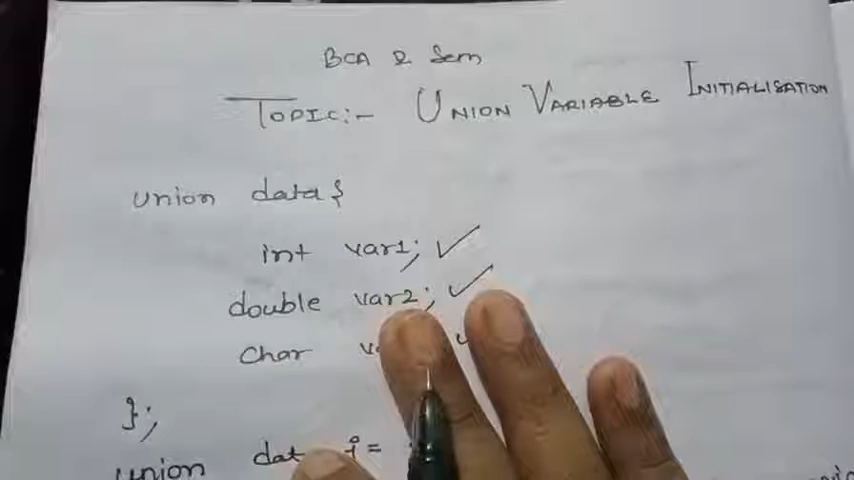 BCA 2 Sem
TOPIC:- UNION VARIABLE INITIALISATION
union data{
int var1;
double var2;
char
};
union j=